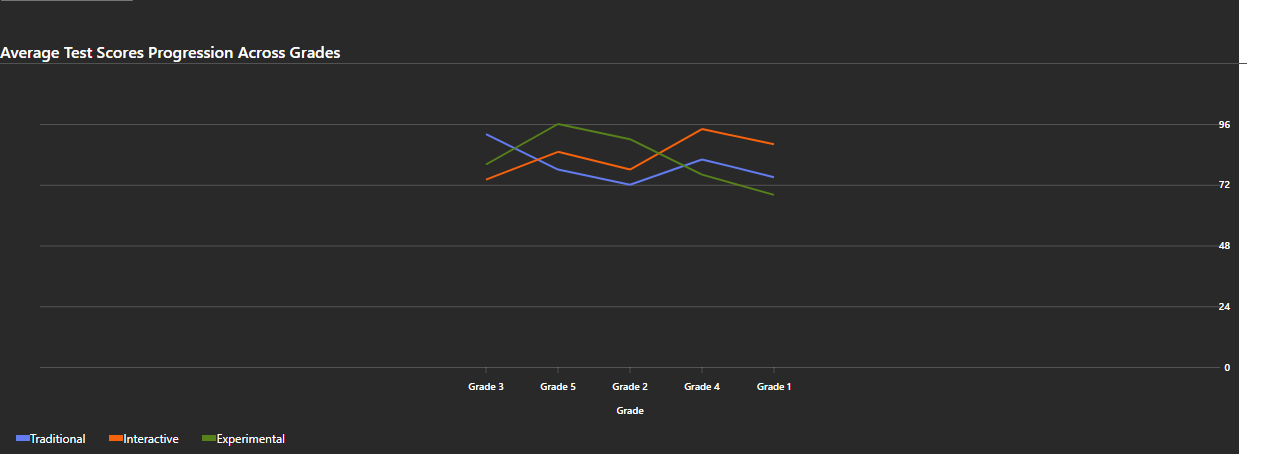 Average Test Scores Progression Across Grades
96
72
48
24
0
Grade 3 Grade 5 Grade 2 Grade 4 Grade 1
Grade
Traditional Interactive Experimental